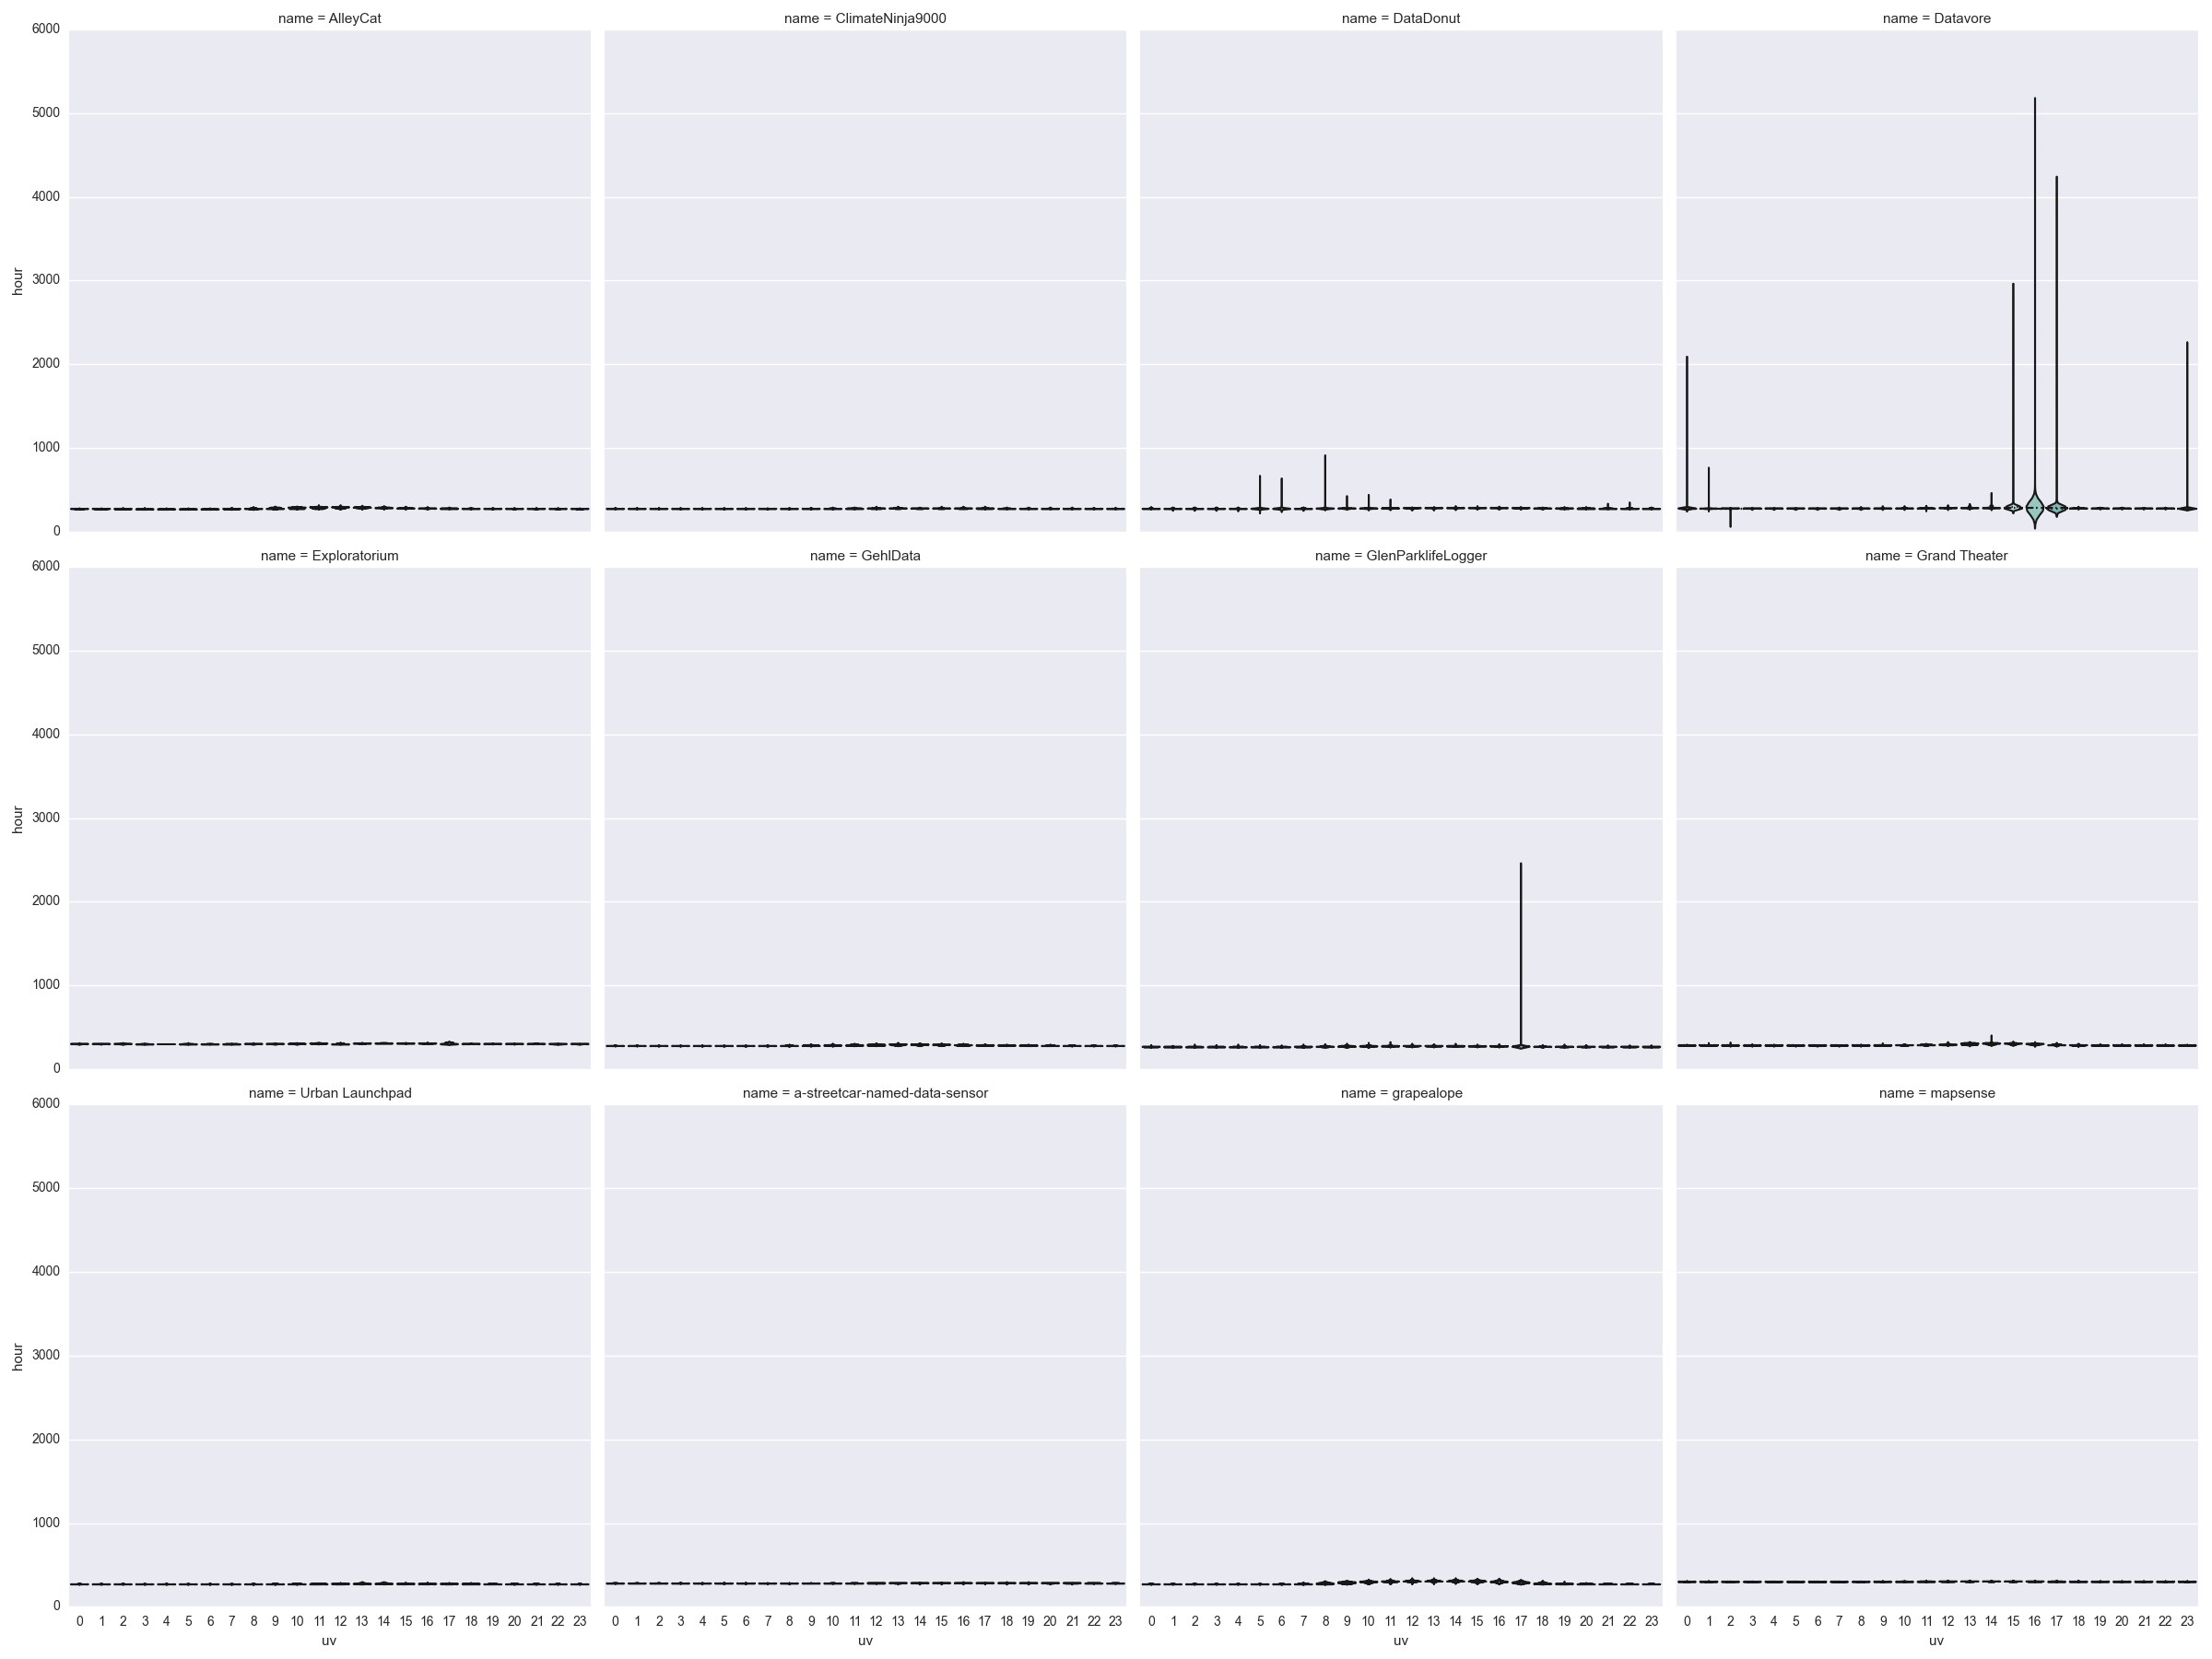 name = AlleyCat name = ClimateNinja9000 name = DataDonut name = Datavore
6000
5000
4000
3000
2000
1000
0
hour
name = Exploratorium name = GehlData name = GlenParklifeLogger name = Grand Theater
6000
5000
4000
3000
2000
1000
0
hour
name = Urban Launchpad name = a-streetcar-named-data-sensor name = grapealope name = mapsense
6000
5000
4000
3000
2000
1000
0
hour
0 1 2 3 4 5 6 7 8 9 10 11 12 13 14 15 16 17 18 19 20 21 22 23 0 1 2 3 4 5 6 7 8 9 10 11 12 13 14 15 16 17 18 19 20 21 22 23 0 1 2 3 4 5 6 7 8 9 10 11 12 13 14 15 16 17 18 19 20 21 22 23 0 1 2 3 4 5 6 7 8 9 10 11 12 13 14 15 16 17 18 19 20 21 22 23
uv uv uv uv